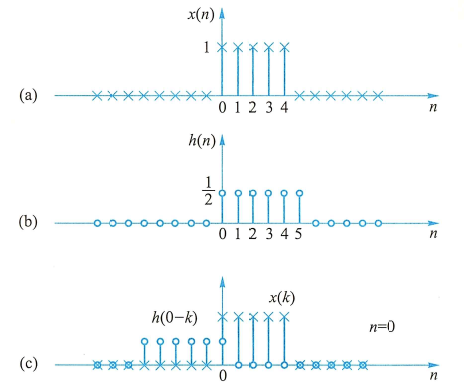 x(n)
1
(a)
0 1 2 3 4
n
h(n)
1/2
(b)
0 1 2 3 4 5
n
h(0−k)
x(k)
n=0
(c)
0
n